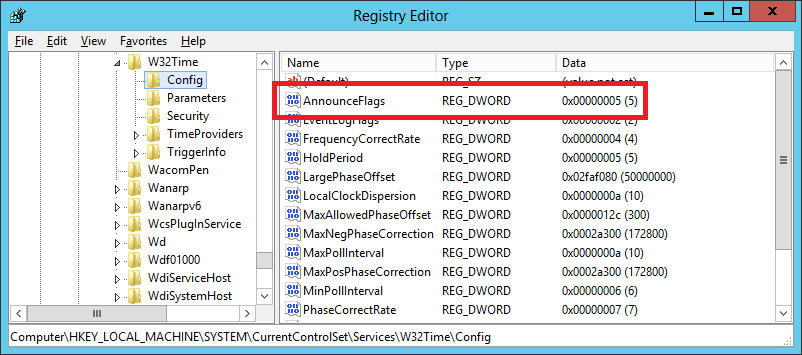 Registry Editor
File Edit View Favorites Help
W32Time
Config
Parameters
Security
TimeProviders
TriggerInfo
WacomPen
Wanarp
Wanarpv6
WcsPlugInService
Wd
Wdf01000
WdiServiceHost
WdiSystemHost
Name Type Data
(Default) REG_SZ (value not set)
AnnounceFlags REG_DWORD 0x00000005 (5)
EventLogFlags REG_DWORD 0x00000002 (2)
FrequencyCorrectRate REG_DWORD 0x00000004 (4)
HoldPeriod REG_DWORD 0x00000005 (5)
LargePhaseOffset REG_DWORD 0x02faf080 (50000000)
LocalClockDispersion REG_DWORD 0x0000000a (10)
MaxAllowedPhaseOffset REG_DWORD 0x0000012c (300)
MaxNegPhaseCorrection REG_DWORD 0x0002a300 (172800)
MaxPollInterval REG_DWORD 0x0000000a (10)
MaxPosPhaseCorrection REG_DWORD 0x0002a300 (172800)
MinPollInterval REG_DWORD 0x00000006 (6)
PhaseCorrectRate REG_DWORD 0x00000007 (7)
Computer\HKEY_LOCAL_MACHINE\SYSTEM\CurrentControlSet\Services\W32Time\Config